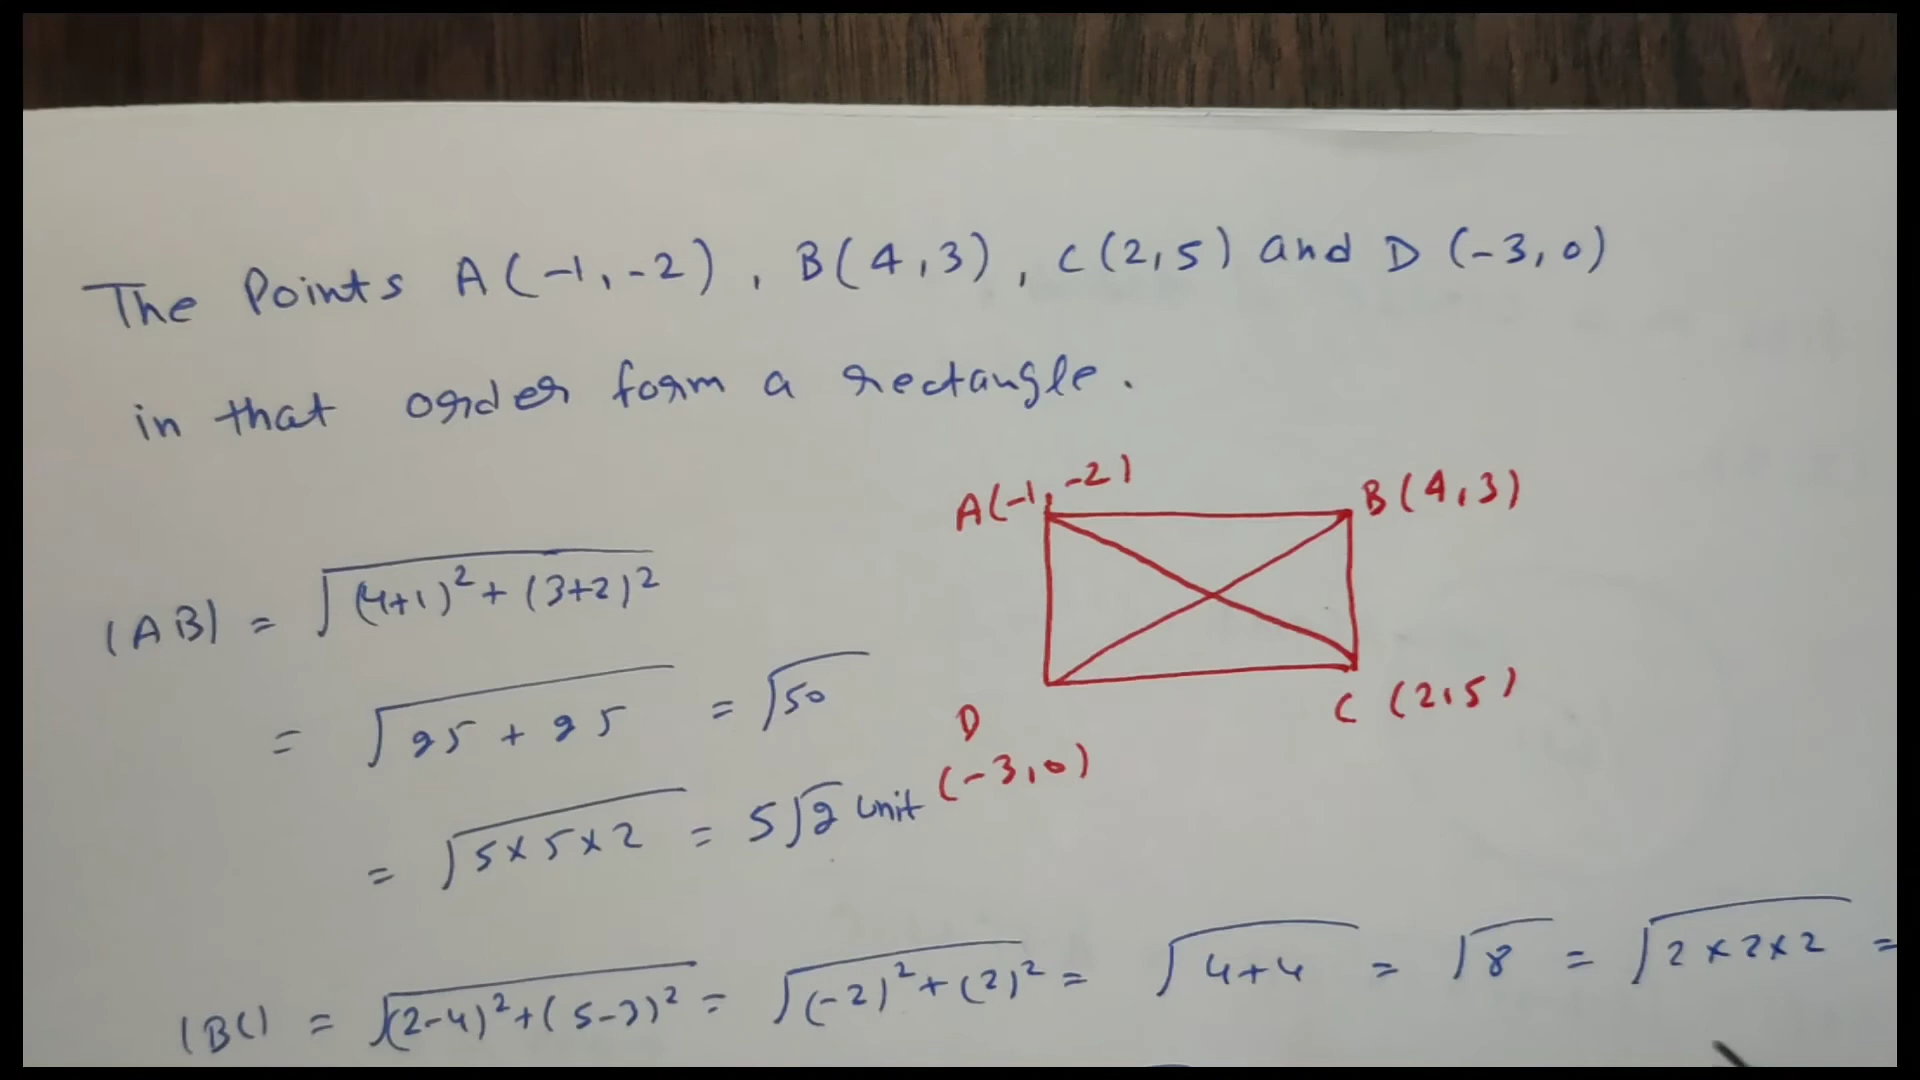 The Points A(-1,-2), B(4,3), C(2,5) and D(-3,0)
in that order form a rectangle.
A(-1,-2)
B(4,3)
|AB| = √(4+1)²+(3+2)²
= √25+25 = √50
D
(-3,0)
C (2,5)
= √5×5×2 = 5√2 unit
|BC| = √(2-4)²+(5-3)² = √(-2)²+(2)² = √4+4 = √8 = √2×2×2 =